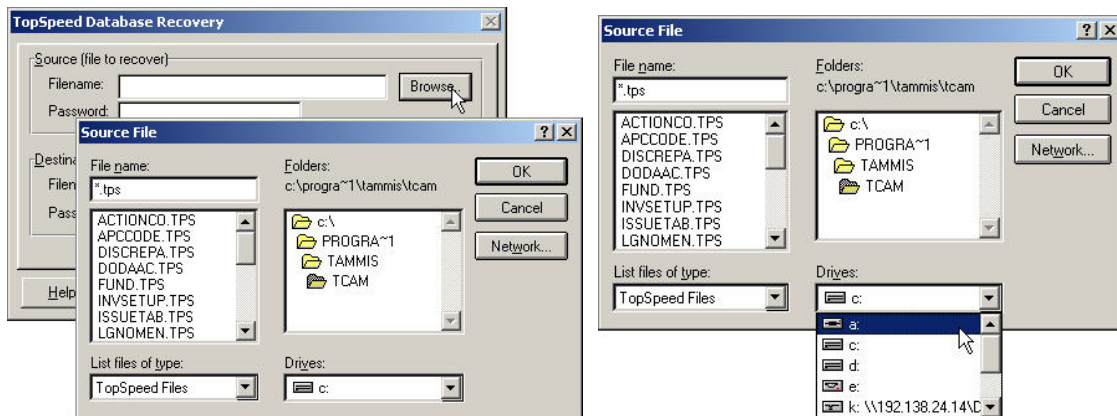 TopSpeed Database Recovery
Source (file to recover)
Filename:
Browse..
Password:
Source File
File name:
*.tps
ACTIONCO.TPS
APCCODE.TPS
DISCREPA.TPS
DODAAC.TPS
FUND.TPS
INVSETUP.TPS
ISSUETAB.TPS
LGNOMEN.TPS
Folders:
c:\progra~1\tammis\tcam
c:\
PROGRA~1
TAMMIS
TCAM
OK
Cancel
Network...
List files of type:
TopSpeed Files
Drives:
c:
Destina
Filen
Pass
Help
Source File
File name:
*.tps
ACTIONCO.TPS
APCCODE.TPS
DISCREPA.TPS
DODAAC.TPS
FUND.TPS
INVSETUP.TPS
ISSUETAB.TPS
LGNOMEN.TPS
Folders:
c:\progra~1\tammis\tcam
c:\
PROGRA~1
TAMMIS
TCAM
OK
Cancel
Network...
List files of type:
TopSpeed Files
Drives:
c:
a:
c:
d:
e:
k: \\192.138.24.14\D